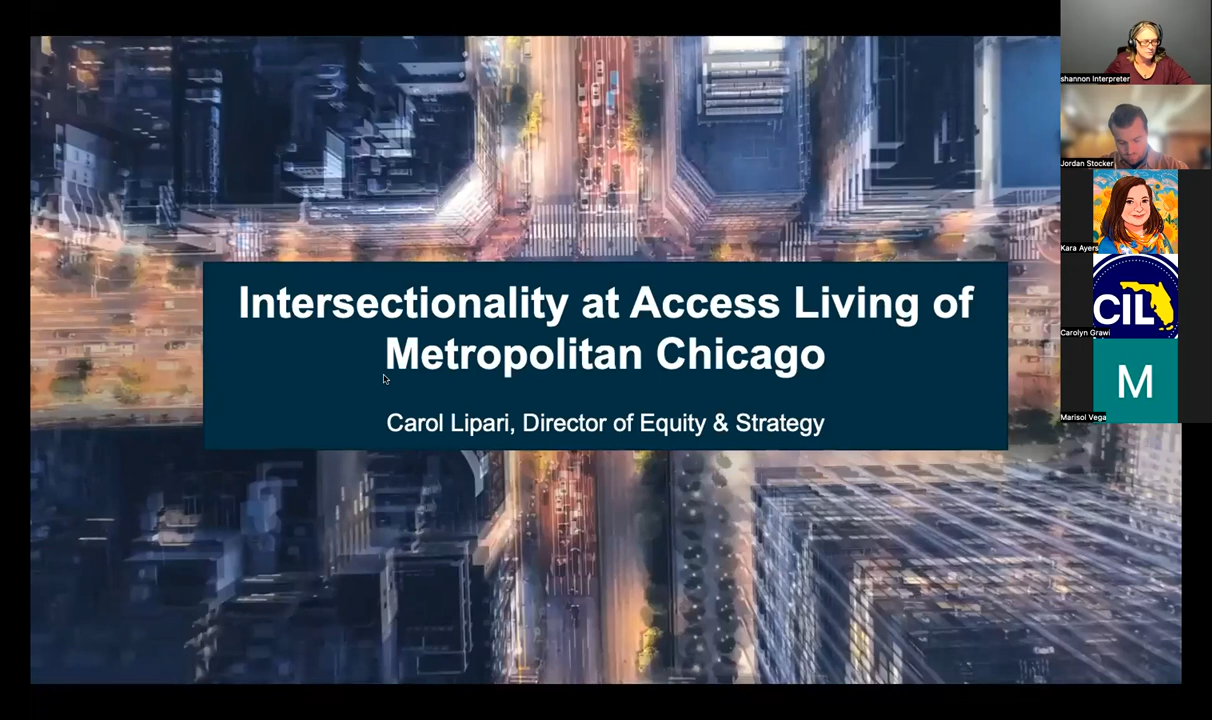 Intersectionality at Access Living of
Metropolitan Chicago
Carol Lipari, Director of Equity & Strategy
shannon Interpreter
Jordan Stocker
Kara Ayers
CIL
Carolyn Grawi
M
Marisol Vega